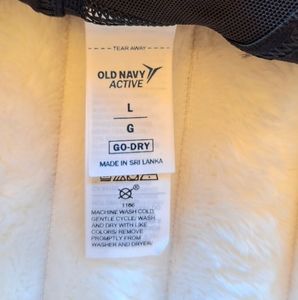 TEAR AWAY
OLD NAVY
ACTIVE
L
G
GO-DRY
MADE IN SRI LANKA
1186
MACHINE WASH COLD,
GENTLE CYCLE/ WASH
AND DRY WITH LIKE
COLORS/ REMOVE
PROMPTLY FROM
WASHER AND DRYER/